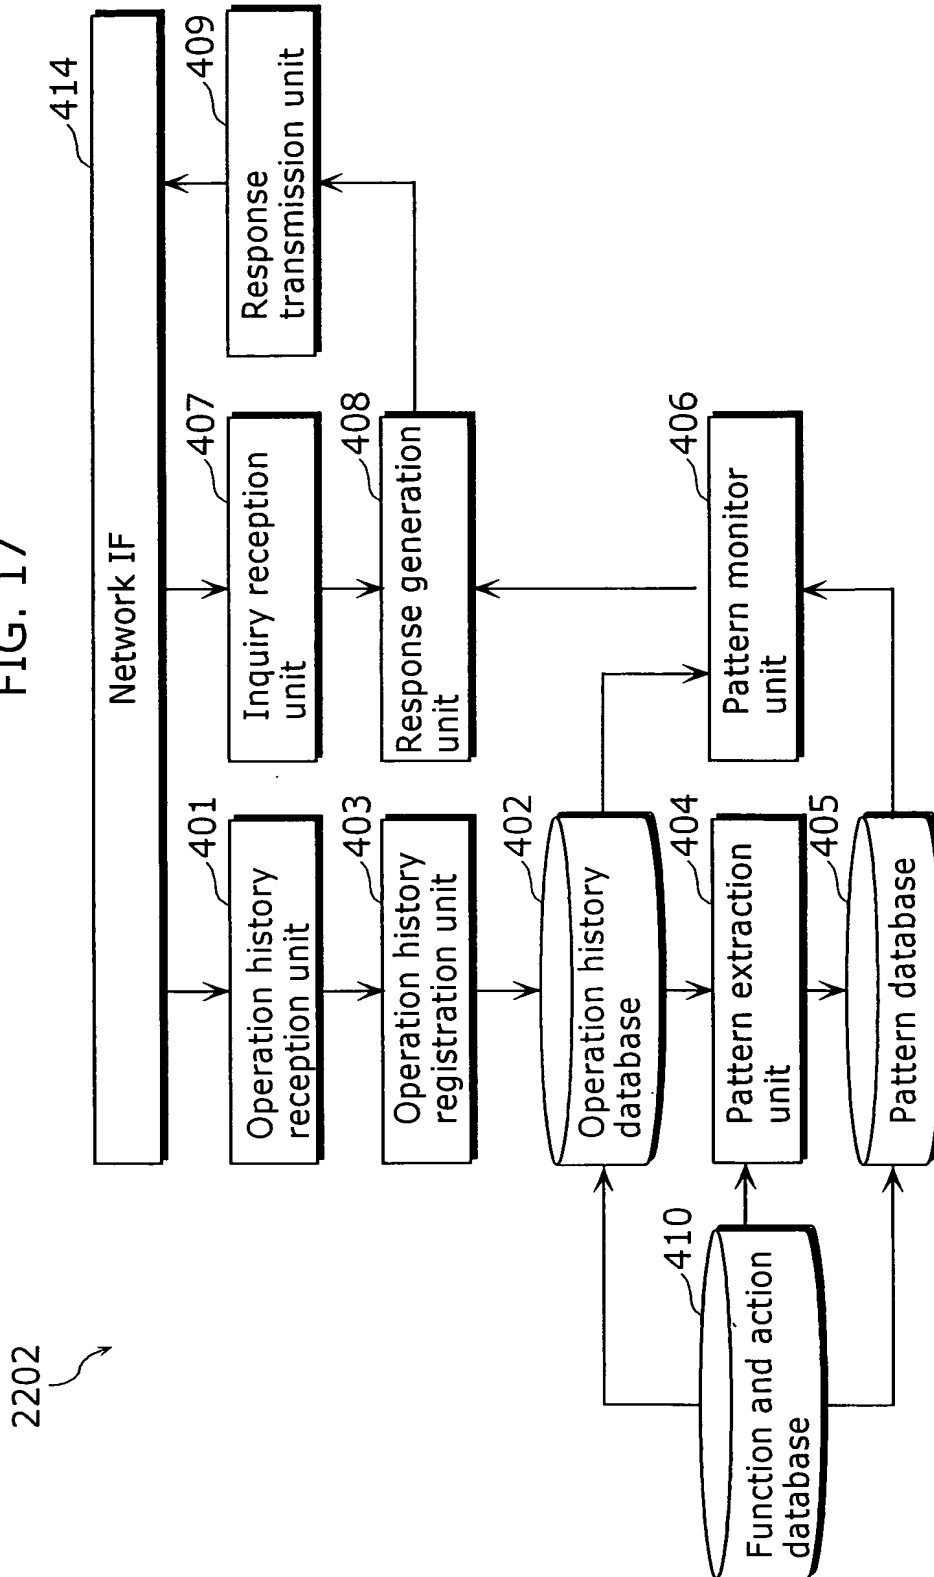 FIG. 17
2202
414
Network IF
401
Operation history
reception unit
407
Inquiry reception
unit
409
Response
transmission unit
403
Operation history
registration unit
408
Response generation
unit
402
Operation history
database
410
Function and action
database
404
Pattern extraction
unit
406
Pattern monitor
unit
405
Pattern database